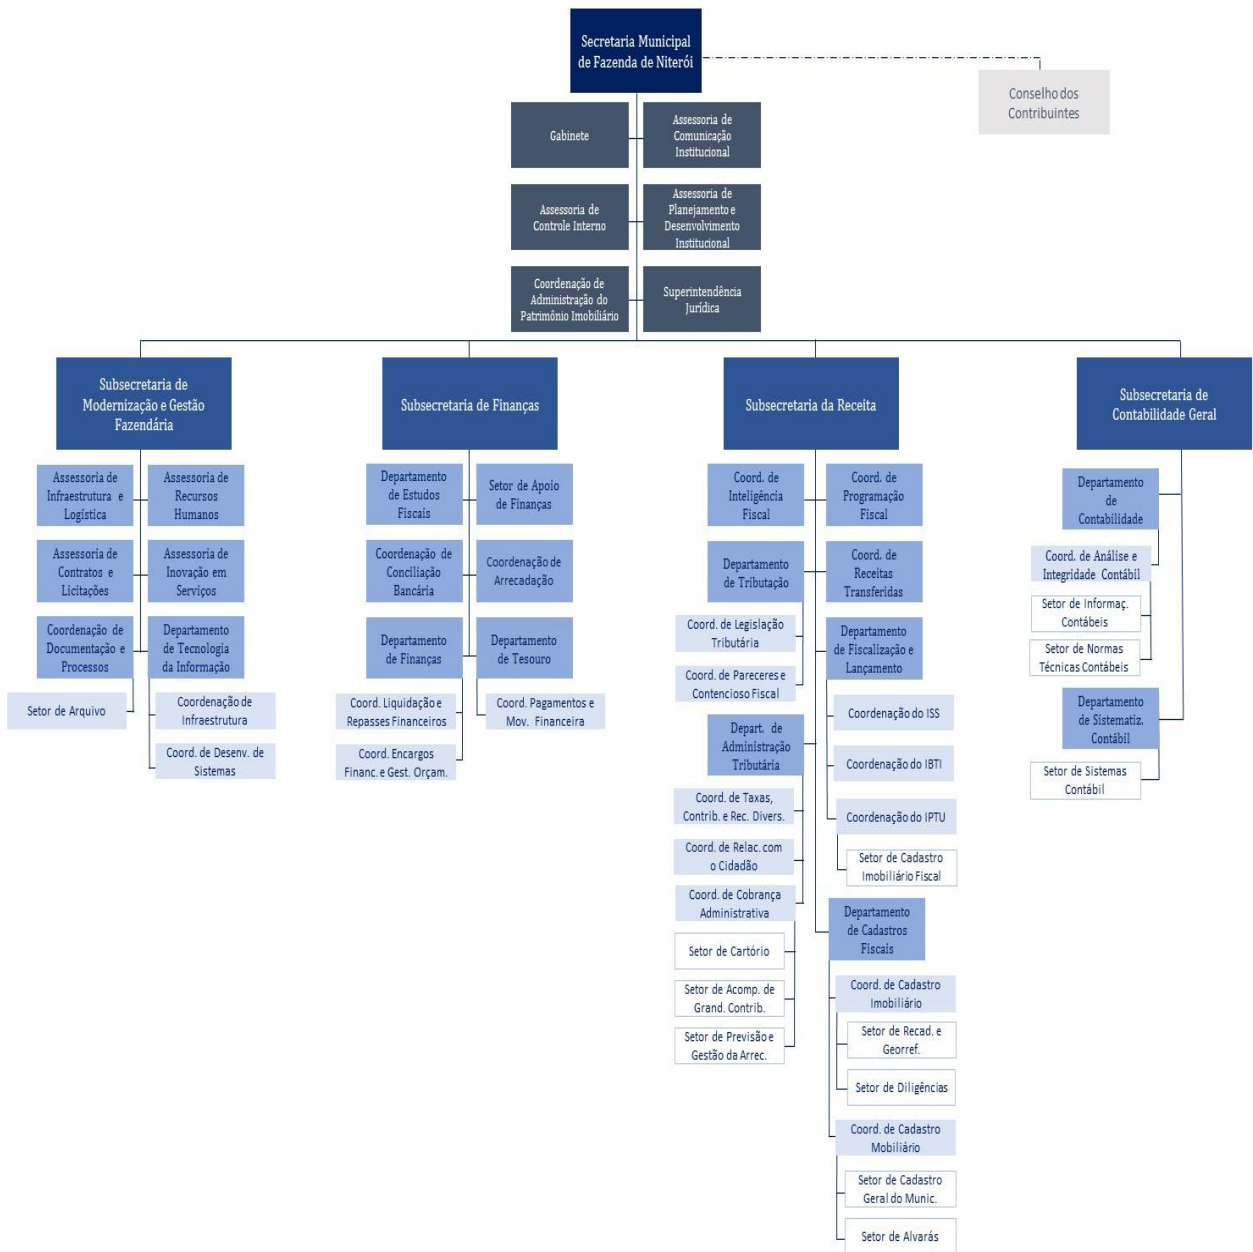 Secretaria Municipal
de Fazenda de Niterói
Conselho dos
Contribuintes
Gabinete
Assessoria de
Comunicação
Institucional
Assessoria de
Controle Interno
Assessoria de
Planejamento e
Desenvolvimento
Institucional
Coordenação de
Administração do
Patrimônio Imobiliário
Superintendência
Jurídica
Subsecretaria de
Modernização e Gestão
Fazendária
Assessoria de
Infraestrutura e
Logística
Assessoria de
Recursos
Humanos
Assessoria de
Contratos e
Licitações
Assessoria de
Inovação em
Serviços
Coordenação de
Documentação e
Processos
Departamento
de Tecnologia
da Informação
Setor de Arquivo
Coordenação de
Infraestrutura
Coord. de Desenv. de
Sistemas
Subsecretaria de Finanças
Departamento
de Estudos
Fiscais
Setor de Apoio
de Finanças
Coordenação de
Conciliação
Bancária
Coordenação de
Arrecadação
Departamento
de Finanças
Departamento
de Tesouro
Coord. Liquidação e
Repasses Financeiros
Coord. Pagamentos e
Mov. Financeira
Coord. Encargos
Financ. e Gest. Orçam.
Subsecretaria da Receita
Coord. de
Inteligência
Fiscal
Coord. de
Programação
Fiscal
Departamento
de Tributação
Coord. de
Receitas
Transferidas
Coord. de Legislação
Tributária
Coord. de Pareceres e
Contencioso Fiscal
Departamento
de Fiscalização e
Lançamento
Coordenação do ISS
Coordenação do IBTI
Coordenação do IPTU
Setor de Cadastro
Imobiliário Fiscal
Depart. de
Administração
Tributária
Coord. de Taxas,
Contrib. e Rec. Divers.
Coord. de Relac. com
o Cidadão
Coord. de Cobrança
Administrativa
Setor de Cartório
Setor de Acomp. de
Grand. Contrib.
Setor de Previsão e
Gestão da Arrec.
Departamento
de Cadastros
Fiscais
Coord. de Cadastro
Imobiliário
Setor de Recad. e
Georref.
Setor de Diligências
Coord. de Cadastro
Mobiliário
Setor de Cadastro
Geral do Munic.
Setor de Alvarás
Subsecretaria de
Contabilidade Geral
Departamento
de
Contabilidade
Coord. de Análise e
Integridade Contábil
Setor de Informaç.
Contábeis
Setor de Normas
Técnicas Contábeis
Departamento
de Sistematiz.
Contábil
Setor de Sistemas
Contábil